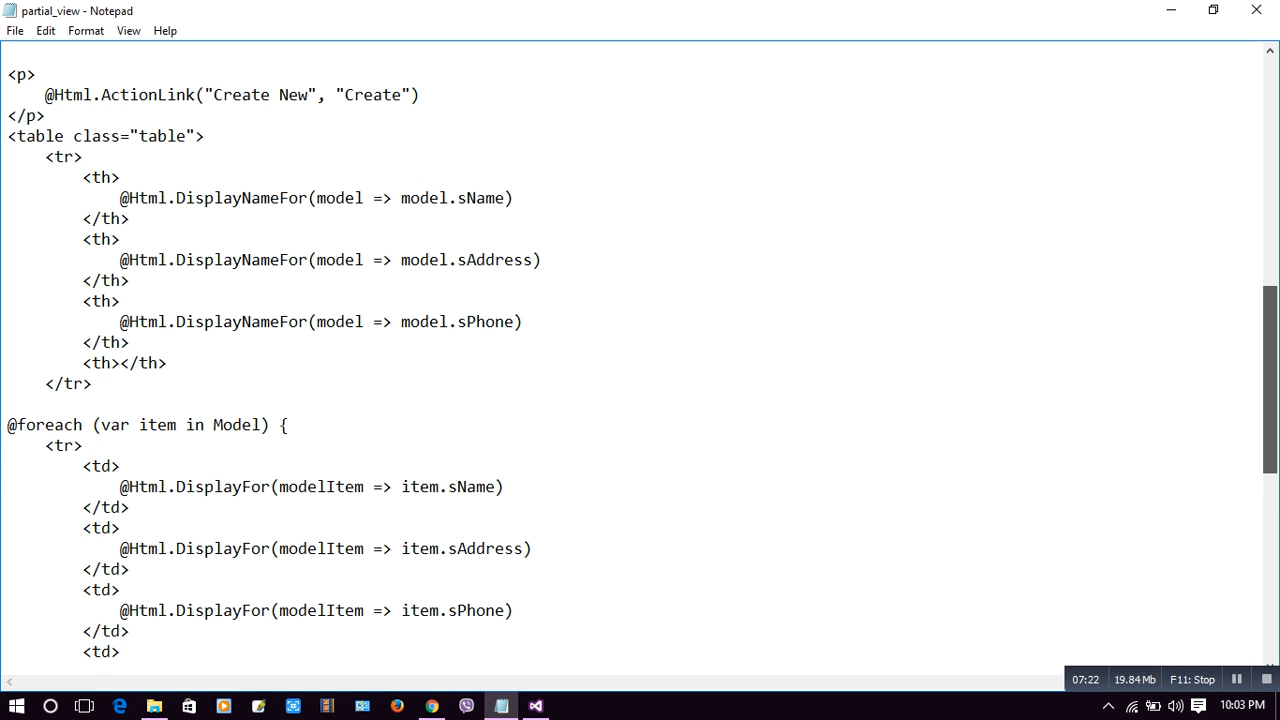 partial_view - Notepad
File Edit Format View Help
<p>
@Html.ActionLink("Create New", "Create")
</p>
<table class="table">
<tr>
<th>
@Html.DisplayNameFor(model => model.sName)
</th>
<th>
@Html.DisplayNameFor(model => model.sAddress)
</th>
<th>
@Html.DisplayNameFor(model => model.sPhone)
</th>
<th></th>
</tr>
@foreach (var item in Model) {
<tr>
<td>
@Html.DisplayFor(modelItem => item.sName)
</td>
<td>
@Html.DisplayFor(modelItem => item.sAddress)
</td>
<td>
@Html.DisplayFor(modelItem => item.sPhone)
</td>
<td>
07:22 19.84 Mb F11: Stop
10:03 PM